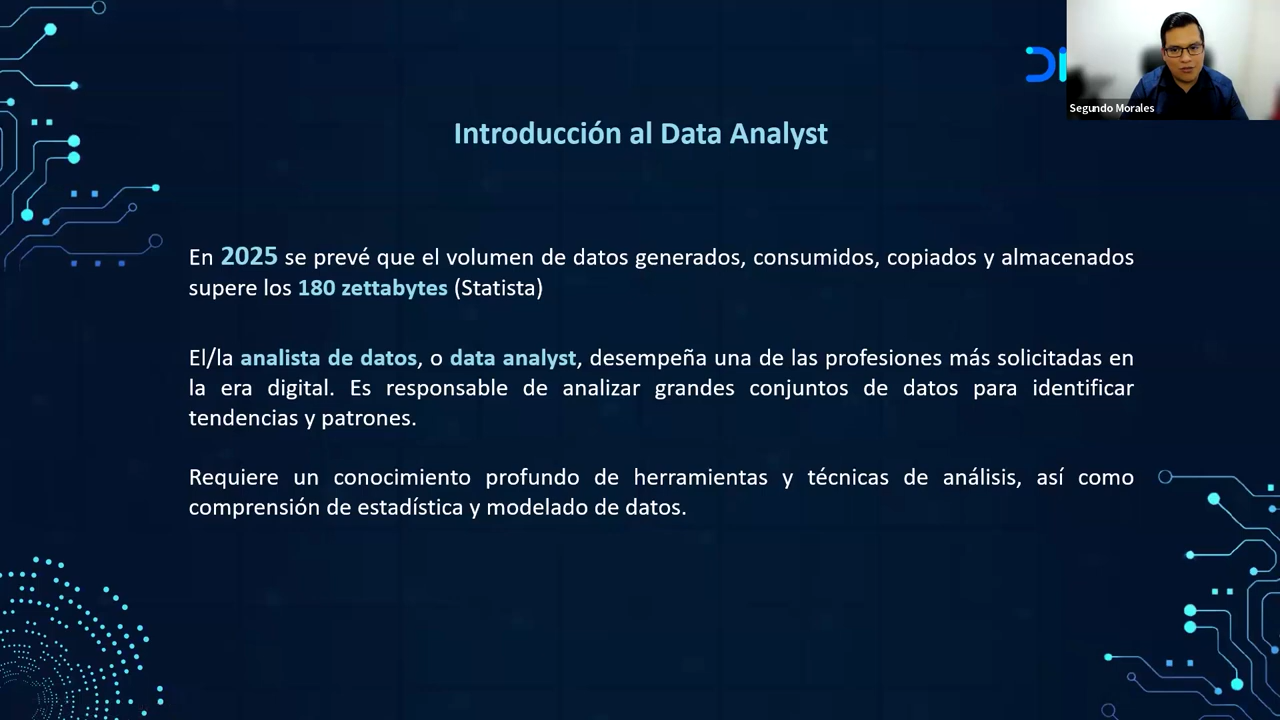 Segundo Morales
Introducción al Data Analyst
En 2025 se prevé que el volumen de datos generados, consumidos, copiados y almacenados
supere los 180 zettabytes (Statista)
El/la analista de datos, o data analyst, desempeña una de las profesiones más solicitadas en
la era digital. Es responsable de analizar grandes conjuntos de datos para identificar
tendencias y patrones.
Requiere un conocimiento profundo de herramientas y técnicas de análisis, así como
comprensión de estadística y modelado de datos.